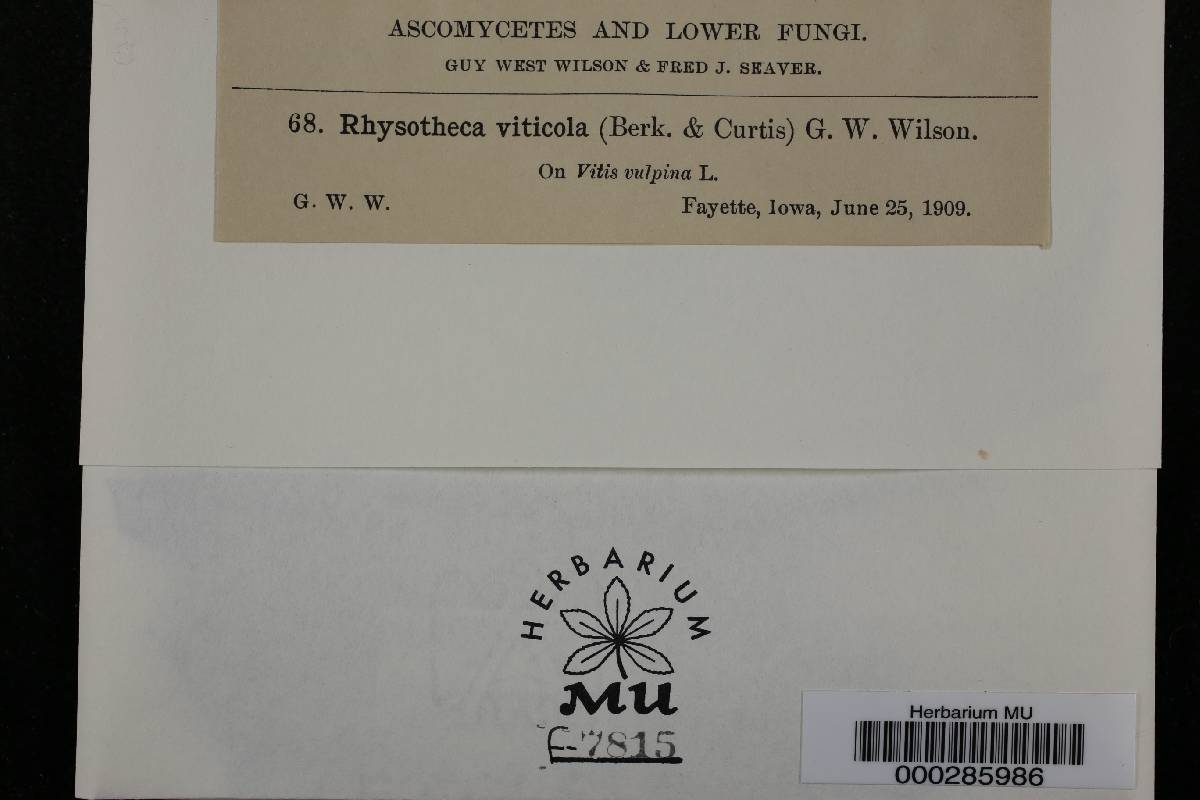 ASCOMYCETES AND LOWER FUNGI.
GUY WEST WILSON & FRED J. SEAVER.
68. Rhysotheca viticola (Berk. & Curtis) G. W. Wilson.
On Vitis vulpina L.
G. W. W.
Fayette, Iowa, June 25, 1909.
HERBARIUM
MU
F-7815
Herbarium MU
000285986